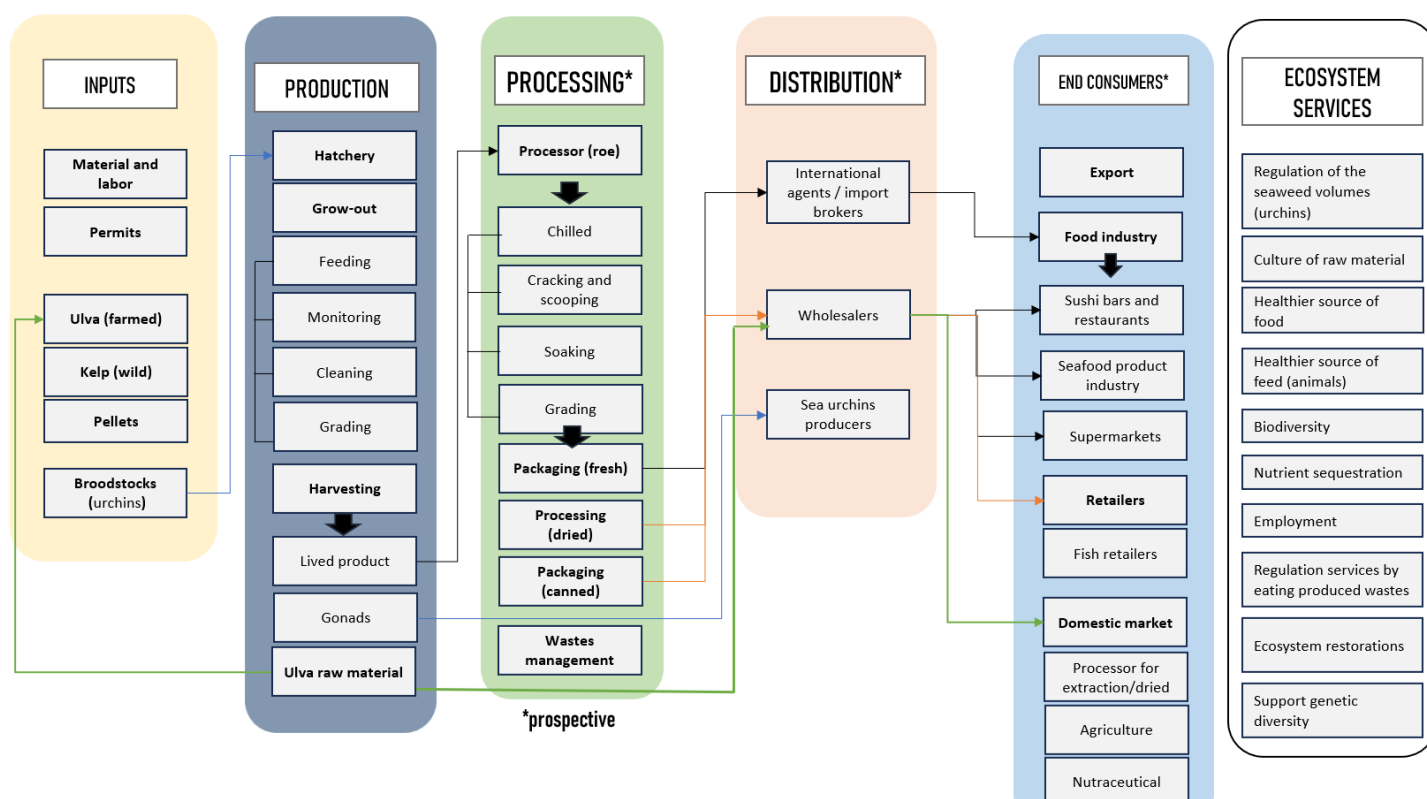 INPUTS
Material and
labor
Permits
Ulva (farmed)
Kelp (wild)
Pellets
Broodstocks
(urchins)
PRODUCTION
Hatchery
Grow-out
Feeding
Monitoring
Cleaning
Grading
Harvesting
Lived product
Gonads
Ulva raw material
PROCESSING*
Processor (roe)
Chilled
Cracking and
scooping
Soaking
Grading
Packaging (fresh)
Processing
(dried)
Packaging
(canned)
Wastes
management
*prospective
DISTRIBUTION*
International
agents / import
brokers
Wholesalers
Sea urchins
producers
END CONSUMERS*
Export
Food industry
Sushi bars and
restaurants
Seafood product
industry
Supermarkets
Retailers
Fish retailers
Domestic market
Processor for
extraction/dried
Agriculture
Nutraceutical
ECOSYSTEM
SERVICES
Regulation of the
seaweed volumes
(urchins)
Culture of raw material
Healthier source of
food
Healthier source of
feed (animals)
Biodiversity
Nutrient sequestration
Employment
Regulation services by
eating produced wastes
Ecosystem restorations
Support genetic
diversity